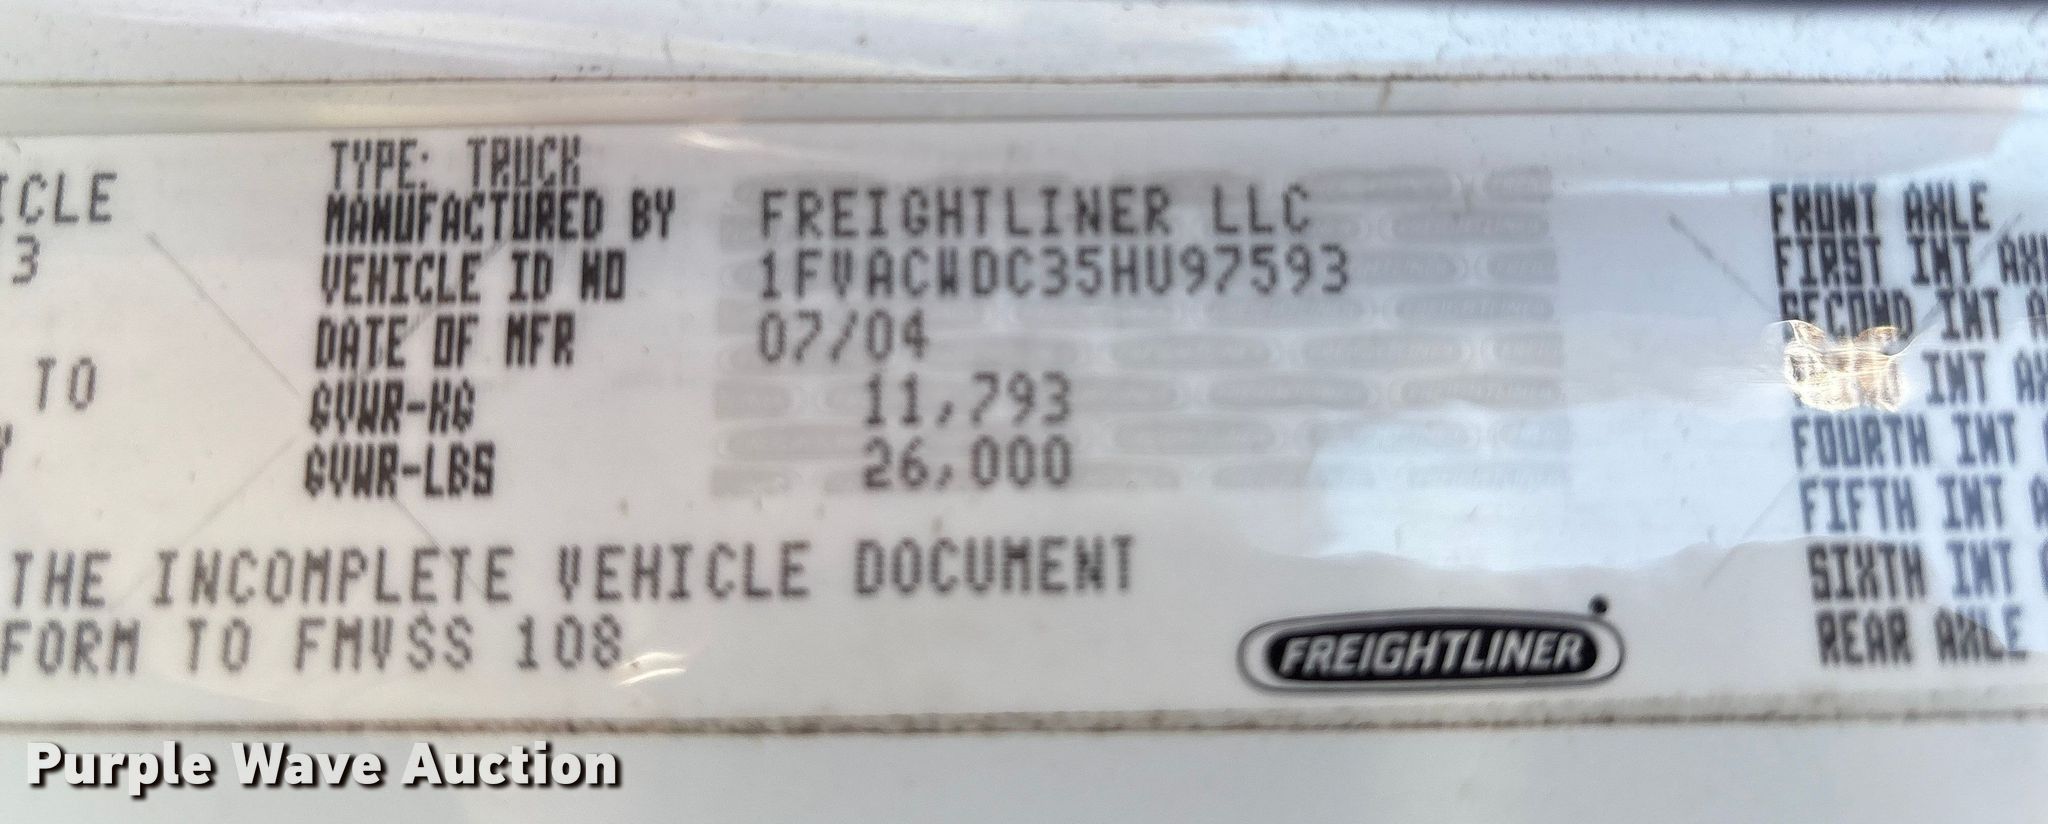 ICLE
3
TO
Y
TYPE: TRUCK
MANUFACTURED BY FREIGHTLINER LLC
VEHICLE ID NO 1FVACWDC35HU97593
DATE OF MFR 07/04
GVWR-KG 11,793
GVWR-LBS 26,000
THE INCOMPLETE VEHICLE DOCUMENT
FORM TO FMVSS 108
FREIGHTLINER
FRONT AXLE
FIRST INT AX
SECOND INT A
INT AX
FOURTH INT
FIFTH INT A
SIXTH INT
REAR AXLE
Purple Wave Auction